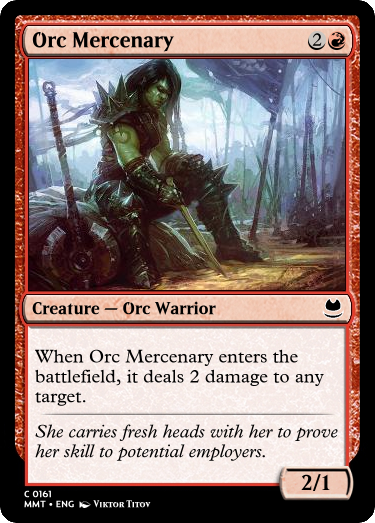 Orc Mercenary 2
Creature — Orc Warrior
When Orc Mercenary enters the
battlefield, it deals 2 damage to any
target.
She carries fresh heads with her to prove
her skill to potential employers.
2/1
C 0161
MMT • ENG Viktor Titov